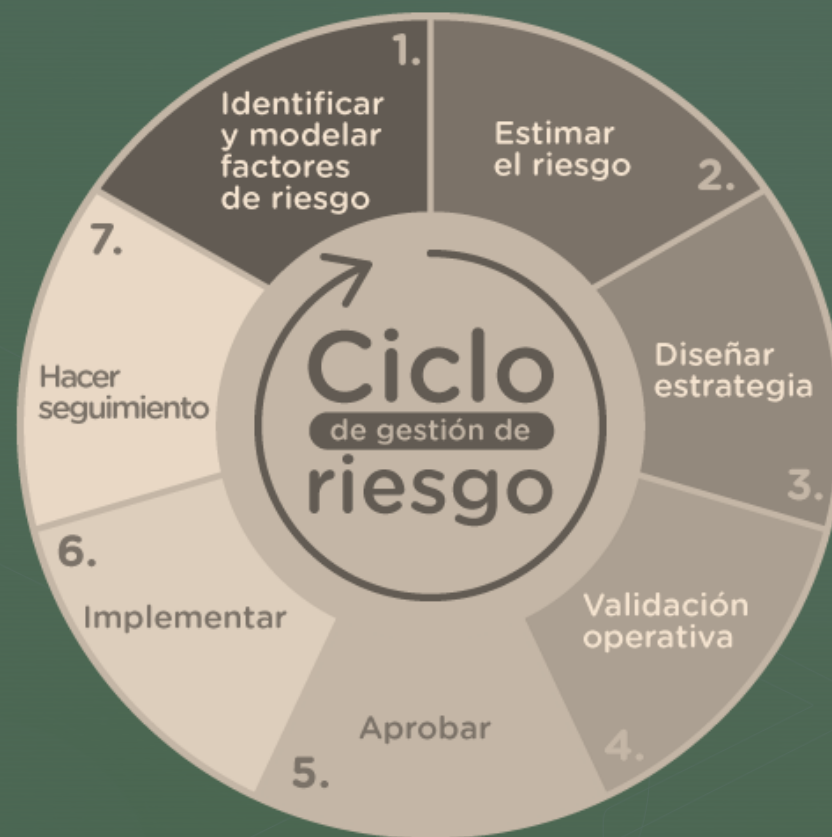 1.
Identificar
y modelar
factores
de riesgo
Estimar
el riesgo
2.
Diseñar
estrategia
3.
Validación
operativa
4.
Aprobar
5.
6.
Implementar
7.
Hacer
seguimiento
Ciclo
de gestión de
riesgo